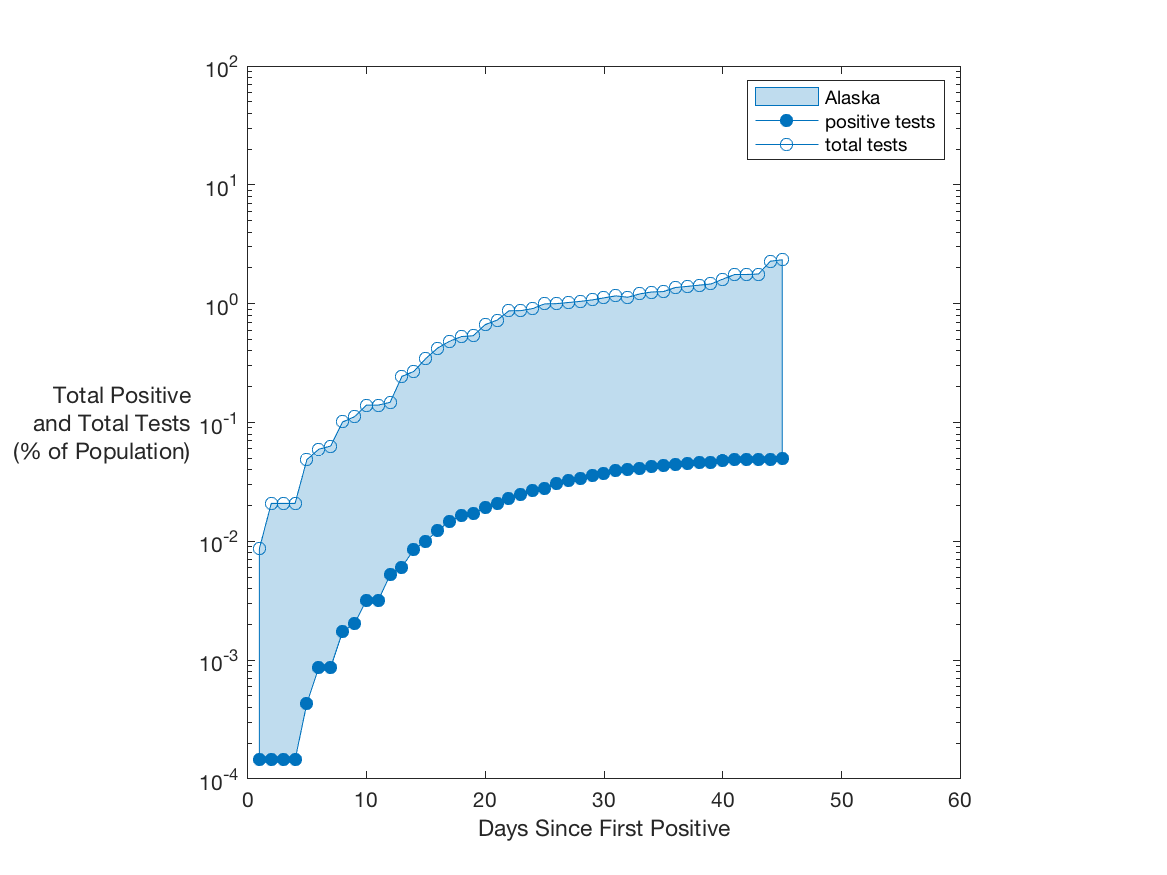 10^2
10^1
10^0
10^-1
10^-2
10^-3
10^-4
Total Positive
and Total Tests
(% of Population)
Alaska
positive tests
total tests
0 10 20 30 40 50 60
Days Since First Positive